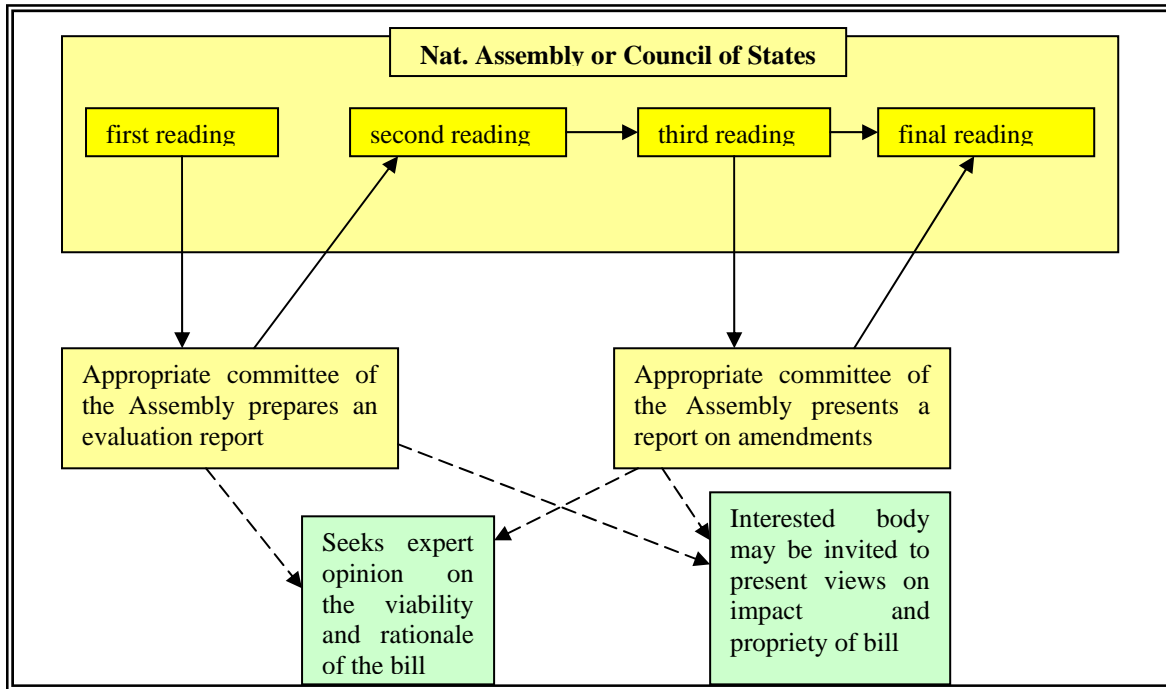 Nat. Assembly or Council of States
first reading
second reading
third reading
final reading
Appropriate committee of
the Assembly prepares an
evaluation report
Appropriate committee of
the Assembly presents a
report on amendments
Seeks expert
opinion on
the viability
and rationale
of the bill
Interested body
may be invited to
present views on
impact and
propriety of bill